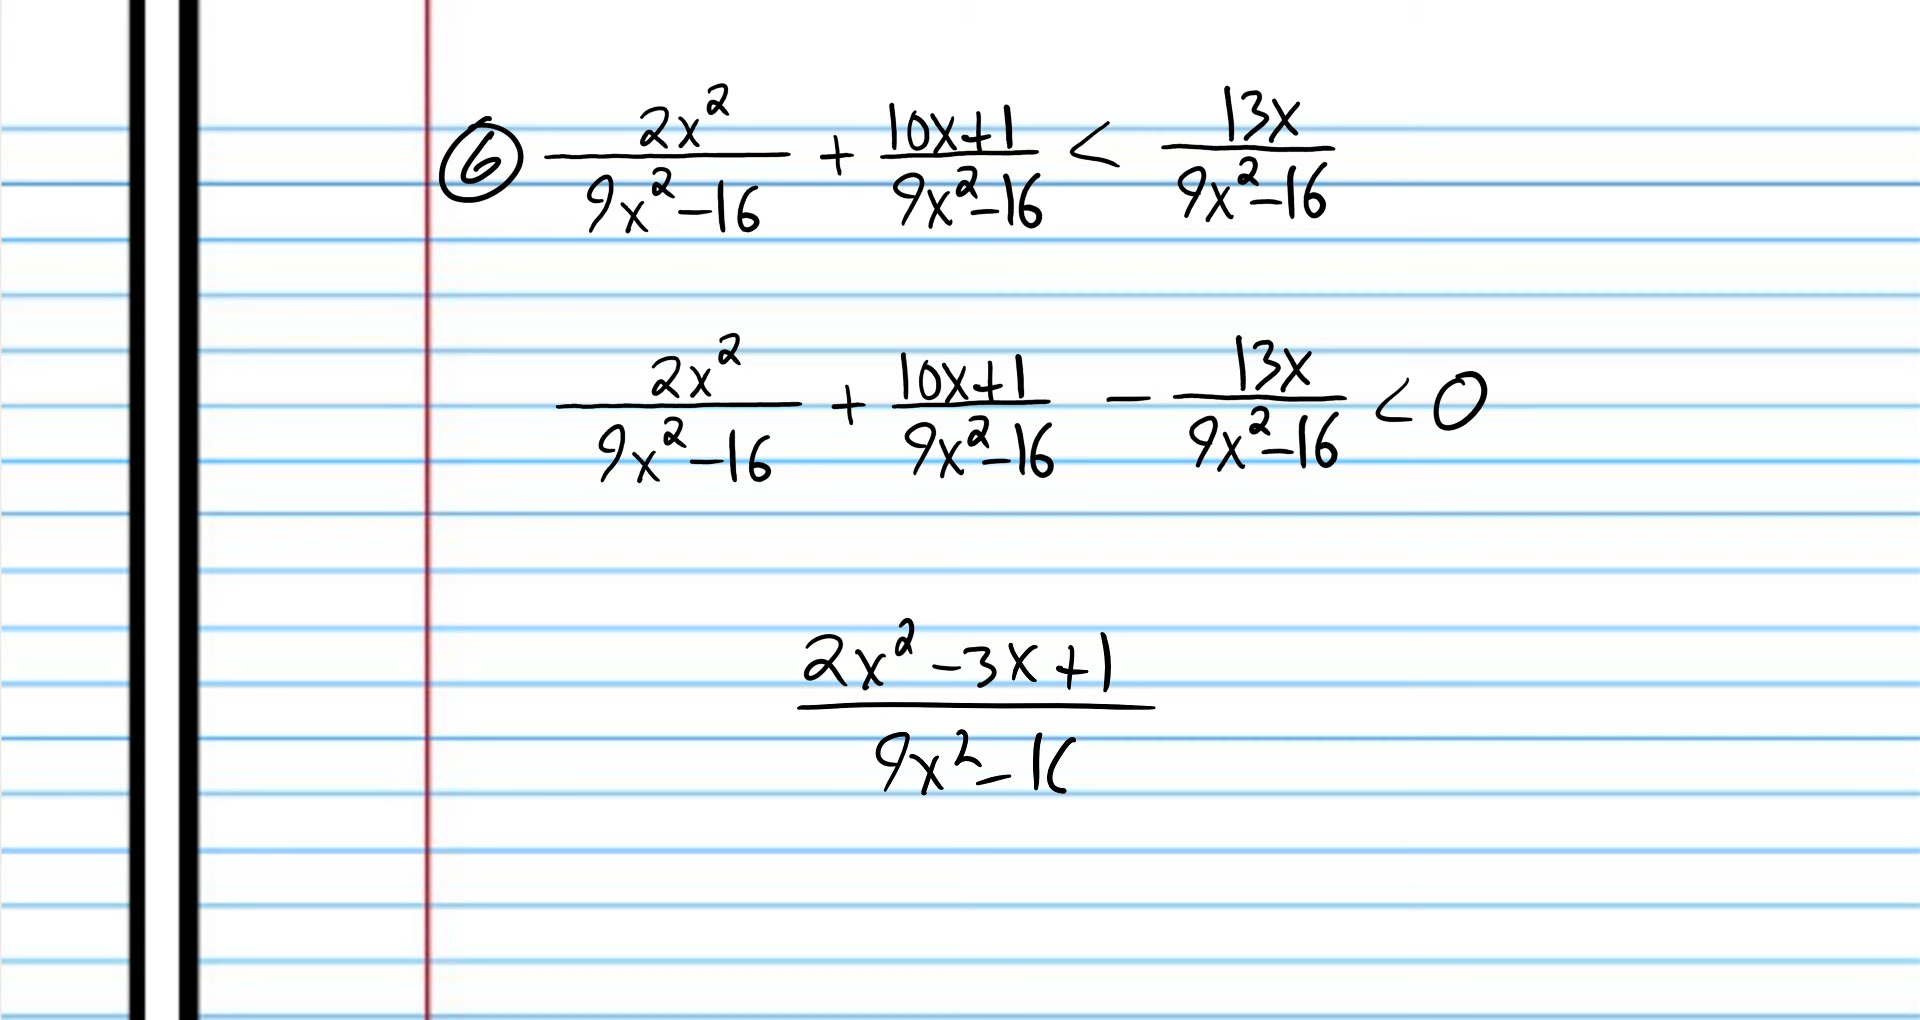 ⑥ 2x²/(9x²-16) + (10x+1)/(9x²-16) < 13x/(9x²-16)
2x²/(9x²-16) + (10x+1)/(9x²-16) - 13x/(9x²-16) < 0
(2x²-3x+1)/(9x²-16)